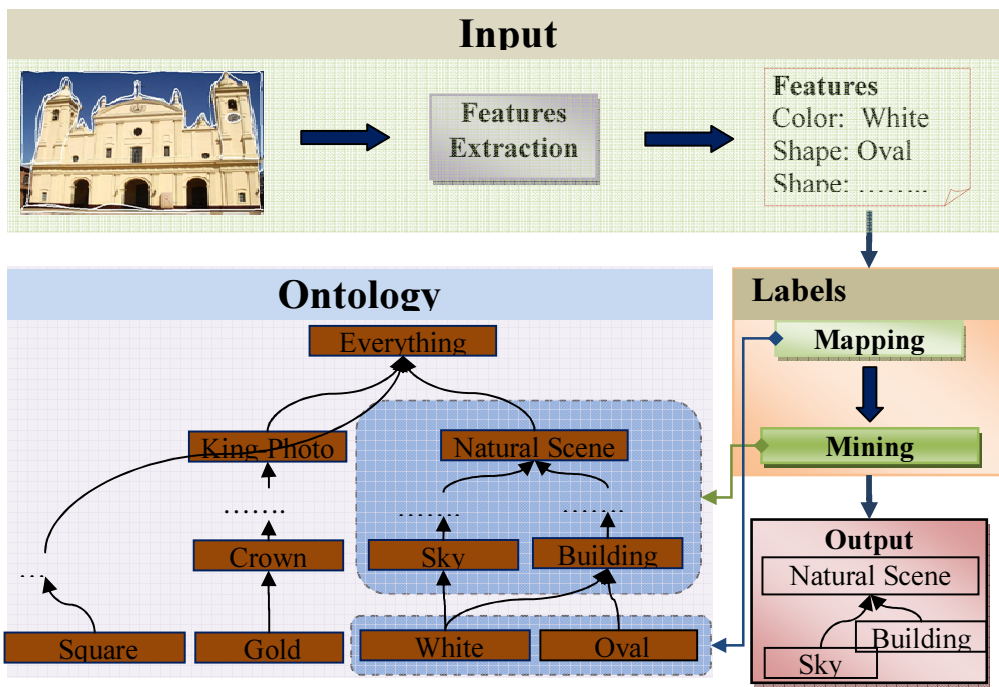 Input
Features
Extraction
Features
Color: White
Shape: Oval
Shape: ……..
Ontology
Everything
King Photo
Natural Scene
…….
…….
…….
Crown
Sky
Building
….
Square
Gold
White
Oval
Labels
Mapping
Mining
Output
Natural Scene
Building
Sky